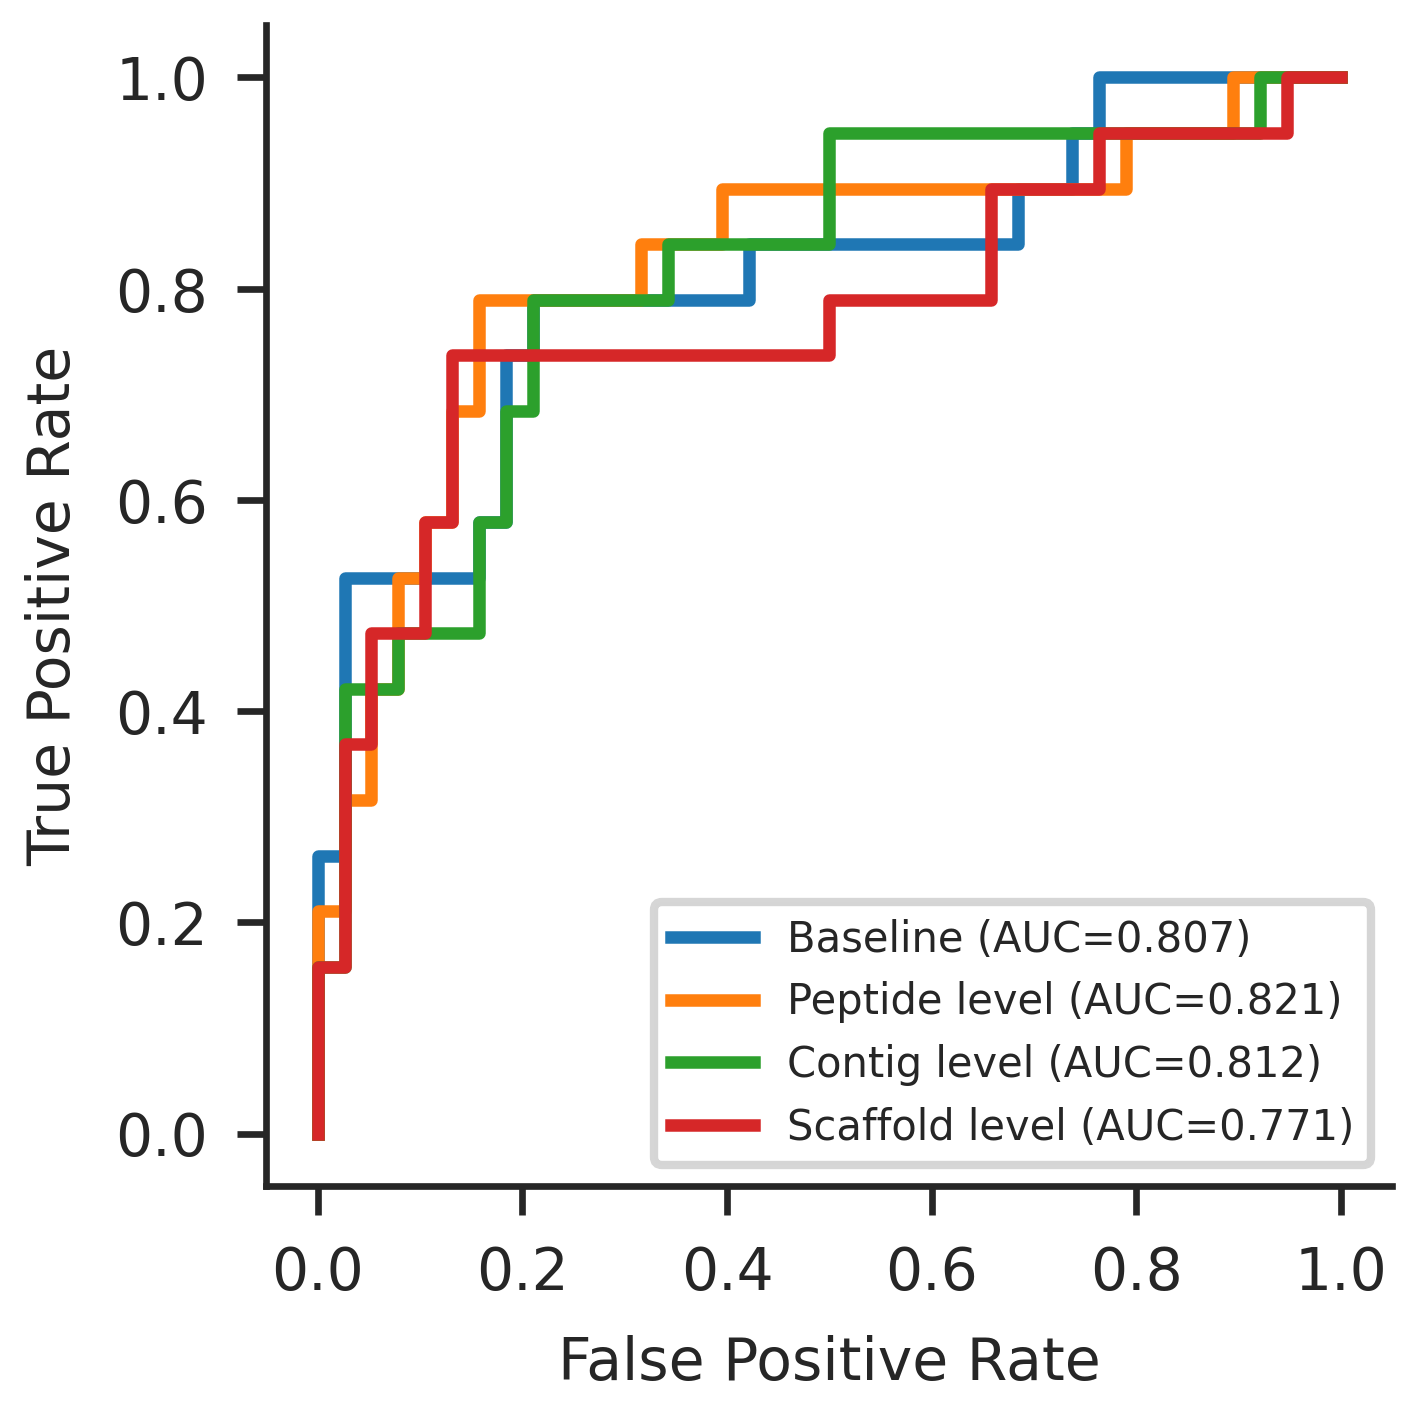 True Positive Rate
1.0
0.8
0.6
0.4
0.2
0.0
Baseline (AUC=0.807)
Peptide level (AUC=0.821)
Contig level (AUC=0.812)
Scaffold level (AUC=0.771)
0.0 0.2 0.4 0.6 0.8 1.0
False Positive Rate